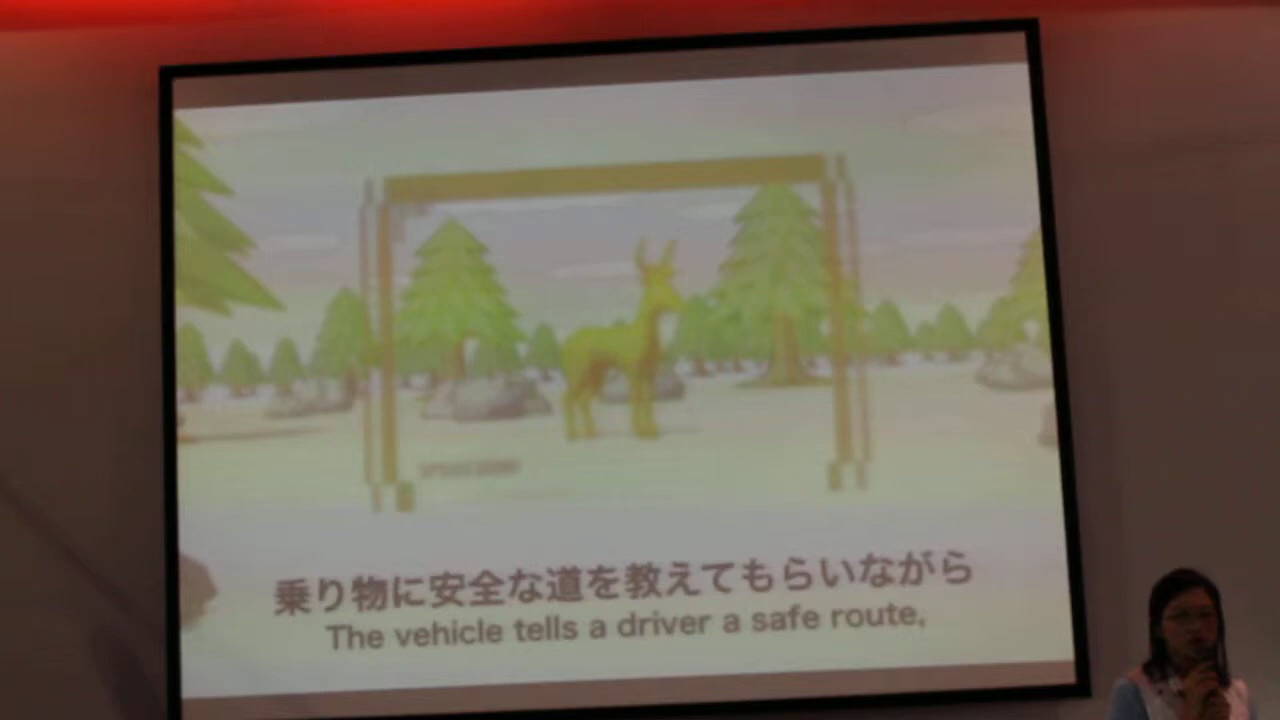 乗り物に安全な道を教えてもらいながら
The vehicle tells a driver a safe route,